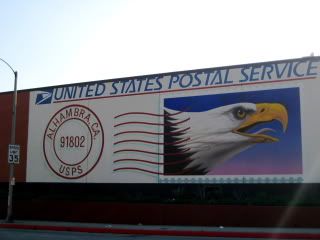 UNITED STATES POSTAL SERVICE
ALHAMBRA, CA.
91802
USPS
35